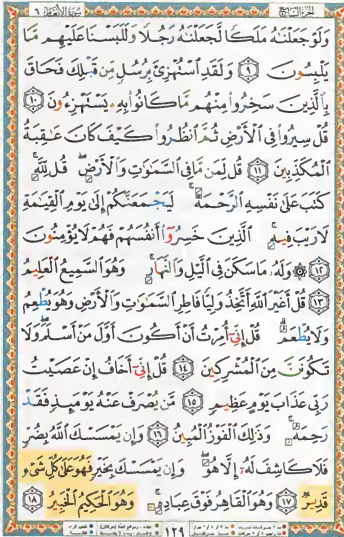 الجزء السابع
سورة الأنعام ٦
وَلَوْ جَعَلْنَٰهُ مَلَكًا لَّجَعَلْنَٰهُ رَجُلًا وَلَلَبَسْنَا عَلَيْهِم مَّا
يَلْبِسُونَ ٩ وَلَقَدِ ٱسْتُهْزِئَ بِرُسُلٍ مِّن قَبْلِكَ فَحَاقَ
بِٱلَّذِينَ سَخِرُوا۟ مِنْهُم مَّا كَانُوا۟ بِهِۦ يَسْتَهْزِءُونَ ١٠
قُلْ سِيرُوا۟ فِى ٱلْأَرْضِ ثُمَّ ٱنظُرُوا۟ كَيْفَ كَانَ عَٰقِبَةُ
ٱلْمُكَذِّبِينَ ١١ قُل لِّمَن مَّا فِى ٱلسَّمَٰوَٰتِ وَٱلْأَرْضِ ۖ قُل لِّلَّهِ ۚ
كَتَبَ عَلَىٰ نَفْسِهِ ٱلرَّحْمَةَ ۚ لَيَجْمَعَنَّكُمْ إِلَىٰ يَوْمِ ٱلْقِيَٰمَةِ
لَا رَيْبَ فِيهِ ۚ ٱلَّذِينَ خَسِرُوٓا۟ أَنفُسَهُمْ فَهُمْ لَا يُؤْمِنُونَ
١٢ ۞ وَلَهُۥ مَا سَكَنَ فِى ٱلَّيْلِ وَٱلنَّهَارِ ۚ وَهُوَ ٱلسَّمِيعُ ٱلْعَلِيمُ
١٣ قُلْ أَغَيْرَ ٱللَّهِ أَتَّخِذُ وَلِيًّا فَاطِرِ ٱلسَّمَٰوَٰتِ وَٱلْأَرْضِ وَهُوَ يُطْعِمُ
وَلَا يُطْعَمُ ۗ قُلْ إِنِّىٓ أُمِرْتُ أَنْ أَكُونَ أَوَّلَ مَنْ أَسْلَمَ ۖ وَلَا
تَكُونَنَّ مِنَ ٱلْمُشْرِكِينَ ١٤ قُلْ إِنِّىٓ أَخَافُ إِنْ عَصَيْتُ
رَبِّى عَذَابَ يَوْمٍ عَظِيمٍ ١٥ مَّن يُصْرَفْ عَنْهُ يَوْمَئِذٍ فَقَدْ
رَحِمَهُۥ ۚ وَذَٰلِكَ ٱلْفَوْزُ ٱلْمُبِينُ ١٦ وَإِن يَمْسَسْكَ ٱللَّهُ بِضُرٍّ
فَلَا كَاشِفَ لَهُۥٓ إِلَّا هُوَ ۖ وَإِن يَمْسَسْكَ بِخَيْرٍ فَهُوَ عَلَىٰ كُلِّ شَىْءٍ
قَدِيرٌ ١٧ وَهُوَ ٱلْقَاهِرُ فَوْقَ عِبَادِهِۦ ۚ وَهُوَ ٱلْحَكِيمُ ٱلْخَبِيرُ ١٨
١٢٩